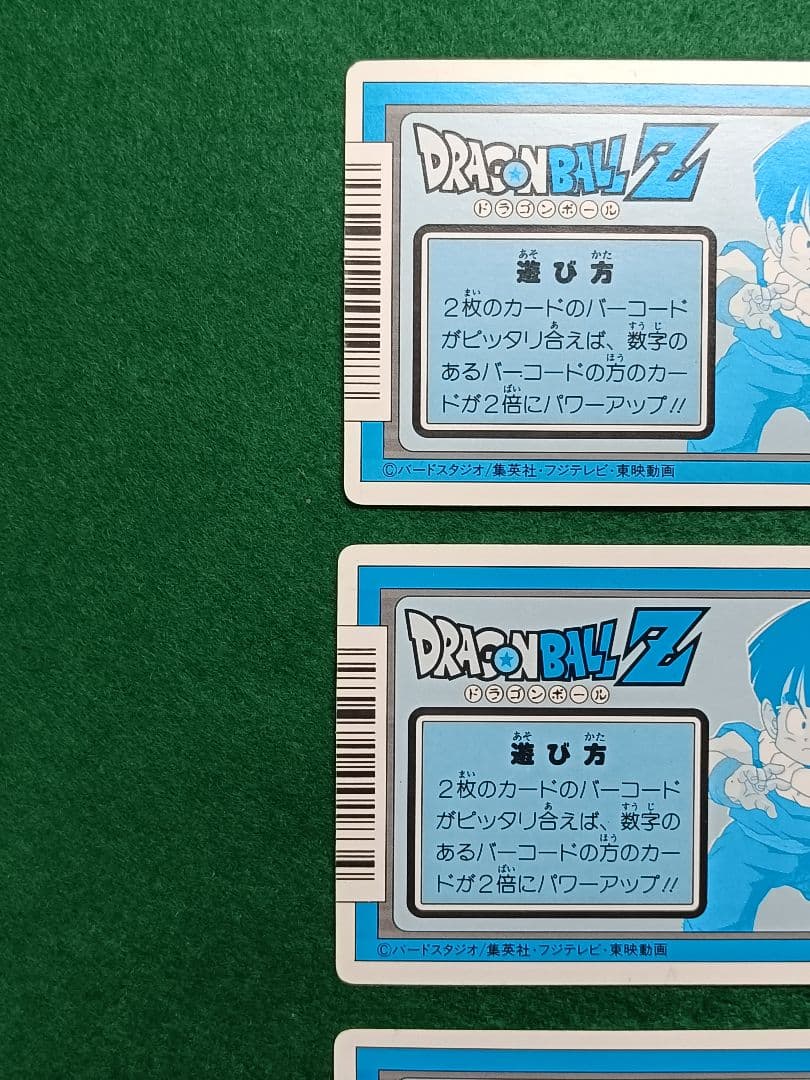 DRAGONBALL Z
ドラゴンボール
遊び方
2枚のカードのバーコード
がピッタリ合えば、数字の
あるバーコードの方のカー
ドが2倍にパワーアップ!!
©バードスタジオ/集英社・フジテレビ・東映動画
DRAGONBALL Z
ドラゴンボール
遊び方
2枚のカードのバーコード
がピッタリ合えば、数字の
あるバーコードの方のカー
ドが2倍にパワーアップ!!
©バードスタジオ/集英社・フジテレビ・東映動画